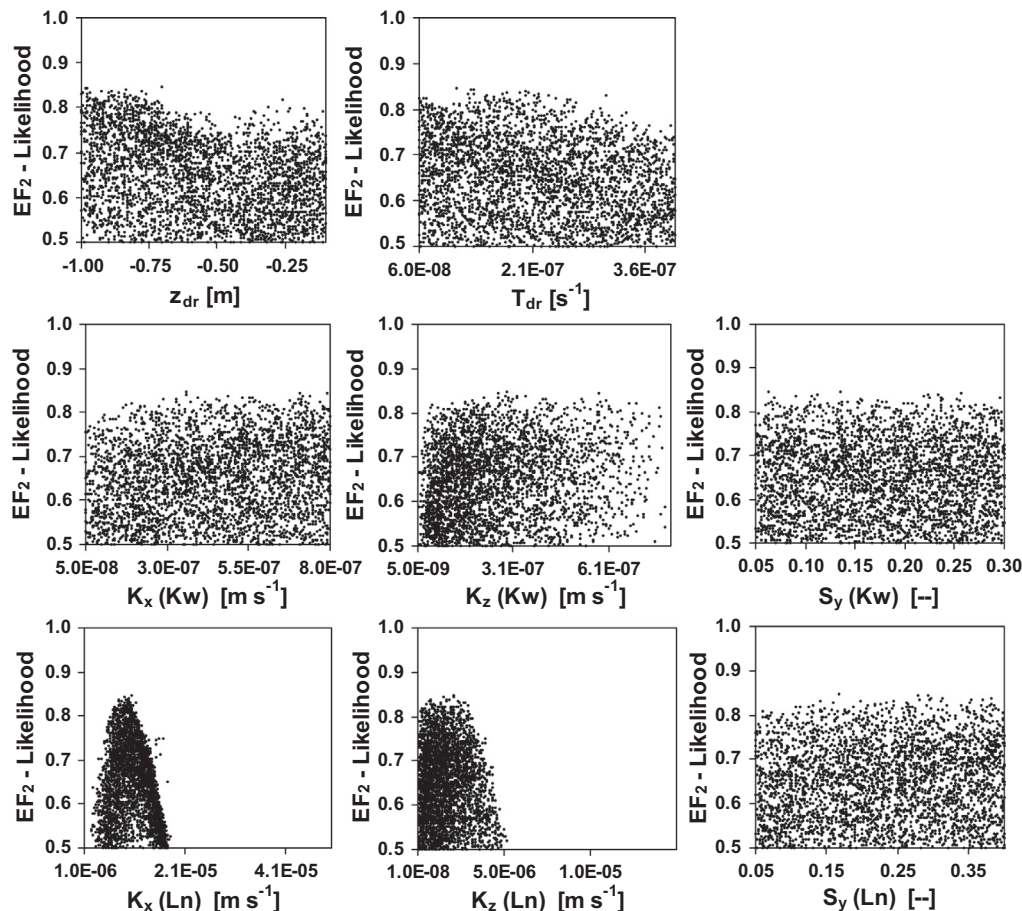 EF₂ - Likelihood
1.0
0.9
0.8
0.7
0.6
0.5
-1.00 -0.75 -0.50 -0.25
z_dr [m]
EF₂ - Likelihood
1.0
0.9
0.8
0.7
0.6
0.5
6.0E-08 2.1E-07 3.6E-07
T_dr [s⁻¹]
EF₂ - Likelihood
1.0
0.9
0.8
0.7
0.6
0.5
5.0E-08 3.0E-07 5.5E-07 8.0E-07
K_x (Kw) [m s⁻¹]
EF₂ - Likelihood
1.0
0.9
0.8
0.7
0.6
0.5
5.0E-09 3.1E-07 6.1E-07
K_z (Kw) [m s⁻¹]
EF₂ - Likelihood
1.0
0.9
0.8
0.7
0.6
0.5
0.05 0.10 0.15 0.20 0.25 0.30
S_y (Kw) [--]
EF₂ - Likelihood
1.0
0.9
0.8
0.7
0.6
0.5
1.0E-06 2.1E-05 4.1E-05
K_x (Ln) [m s⁻¹]
EF₂ - Likelihood
1.0
0.9
0.8
0.7
0.6
0.5
1.0E-08 5.0E-06 1.0E-05
K_z (Ln) [m s⁻¹]
EF₂ - Likelihood
1.0
0.9
0.8
0.7
0.6
0.5
0.05 0.15 0.25 0.35
S_y (Ln) [--]